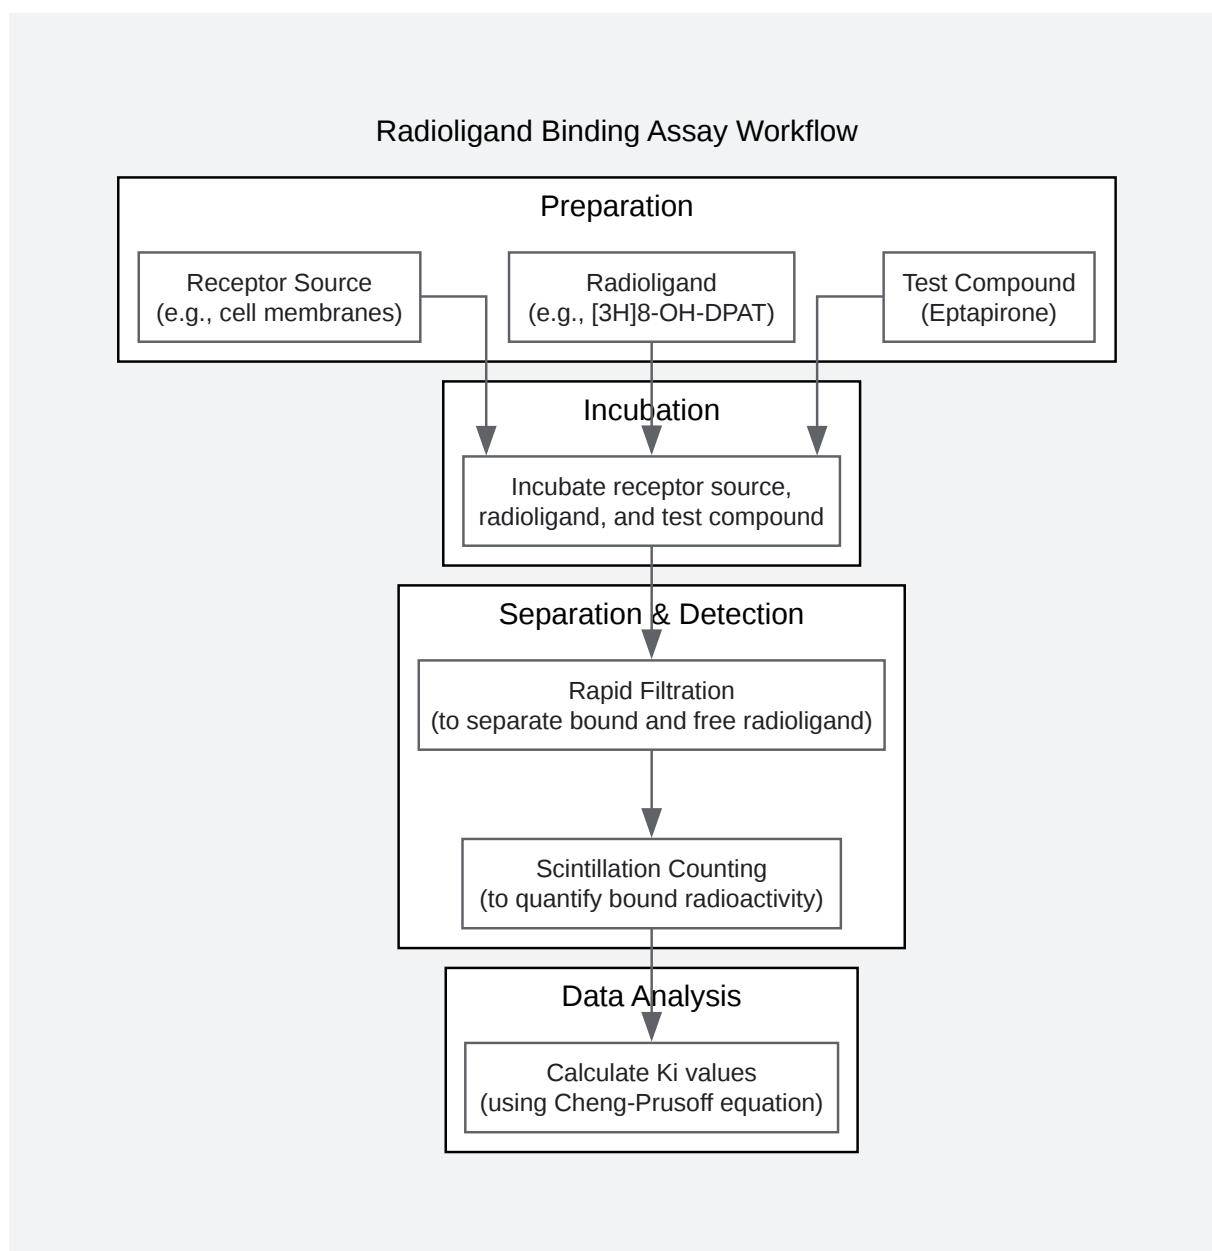 Radioligand Binding Assay Workflow
Preparation
Receptor Source
(e.g., cell membranes)
Radioligand
(e.g., [3H]8-OH-DPAT)
Test Compound
(Eptapirone)
Incubation
Incubate receptor source,
radioligand, and test compound
Separation & Detection
Rapid Filtration
(to separate bound and free radioligand)
Scintillation Counting
(to quantify bound radioactivity)
Data Analysis
Calculate Ki values
(using Cheng-Prusoff equation)